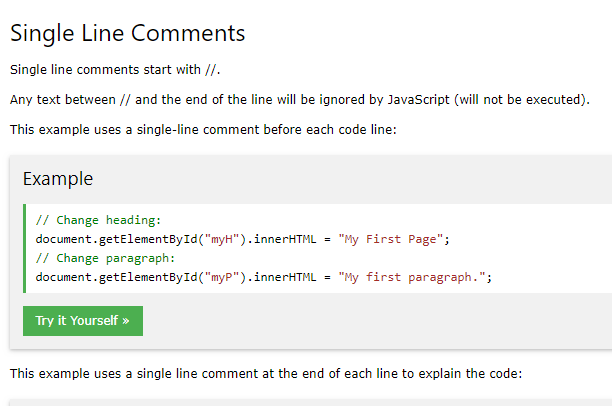 Single Line Comments
Single line comments start with //.
Any text between // and the end of the line will be ignored by JavaScript (will not be executed).
This example uses a single-line comment before each code line:
Example
// Change heading:
document.getElementById("myH").innerHTML = "My First Page";
// Change paragraph:
document.getElementById("myP").innerHTML = "My first paragraph.";
Try it Yourself »
This example uses a single line comment at the end of each line to explain the code: